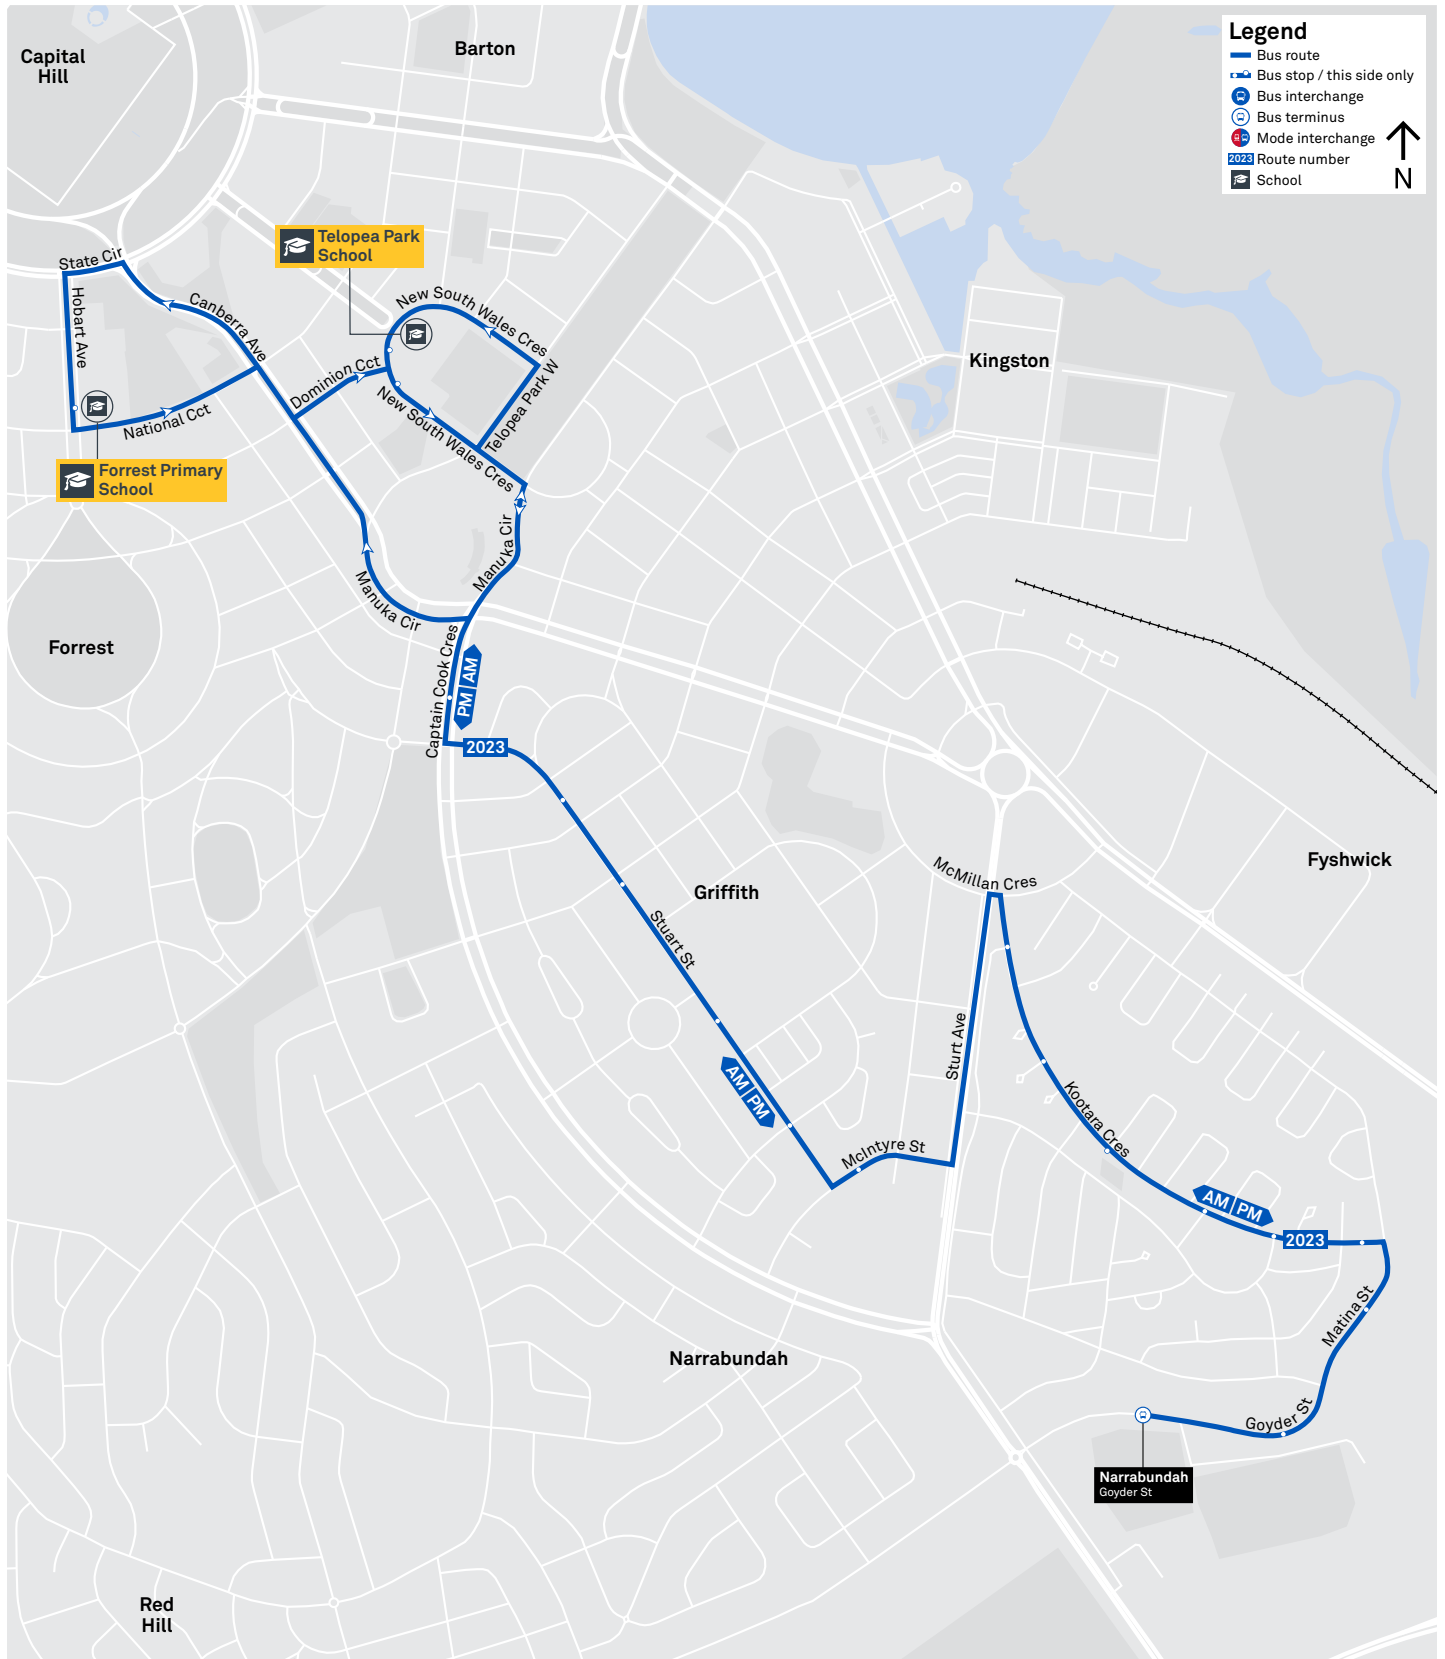 Capital
Hill
Barton
Legend
Bus route
Bus stop / this side only
Bus interchange
Bus terminus
Mode interchange
2023 Route number
School
N
Telopea Park
School
State Cir
Hobart Ave
Canberra Ave
New South Wales Cres
Dominion Cct
Telopea Park W
New South Wales Cres
National Cct
Kingston
Forrest Primary
School
Manuka Cir
Manuka Cir
Forrest
Captain Cook Cres
PM AM
2023
Griffith
McMillan Cres
Fyshwick
Stuart St
Sturt Ave
AM PM
McIntyre St
Kootara Cres
AM PM
2023
Matina St
Narrabundah
Goyder St
Narrabundah
Goyder St
Red
Hill